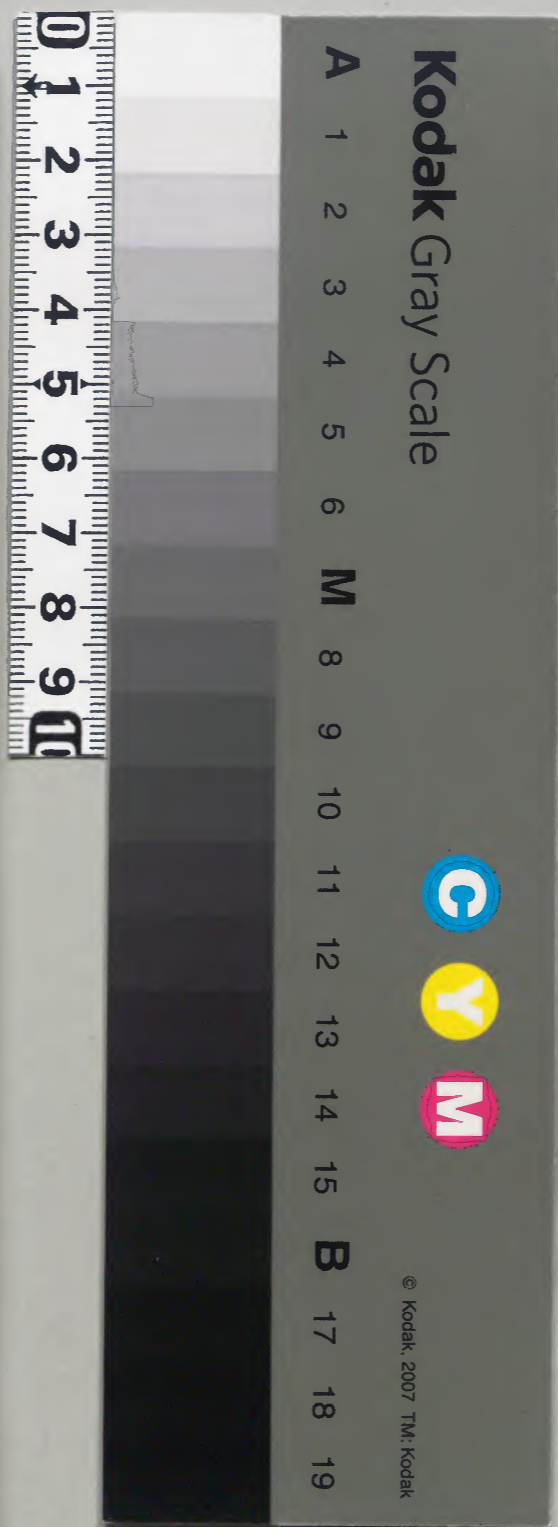 Kodak Gray Scale
C Y M
© Kodak, 2007 TM: Kodak
A 1 2 3 4 5 6 M 8 9 10 11 12 13 14 15 B 17 18 19
0 1 2 3 4 5 6 7 8 9 10